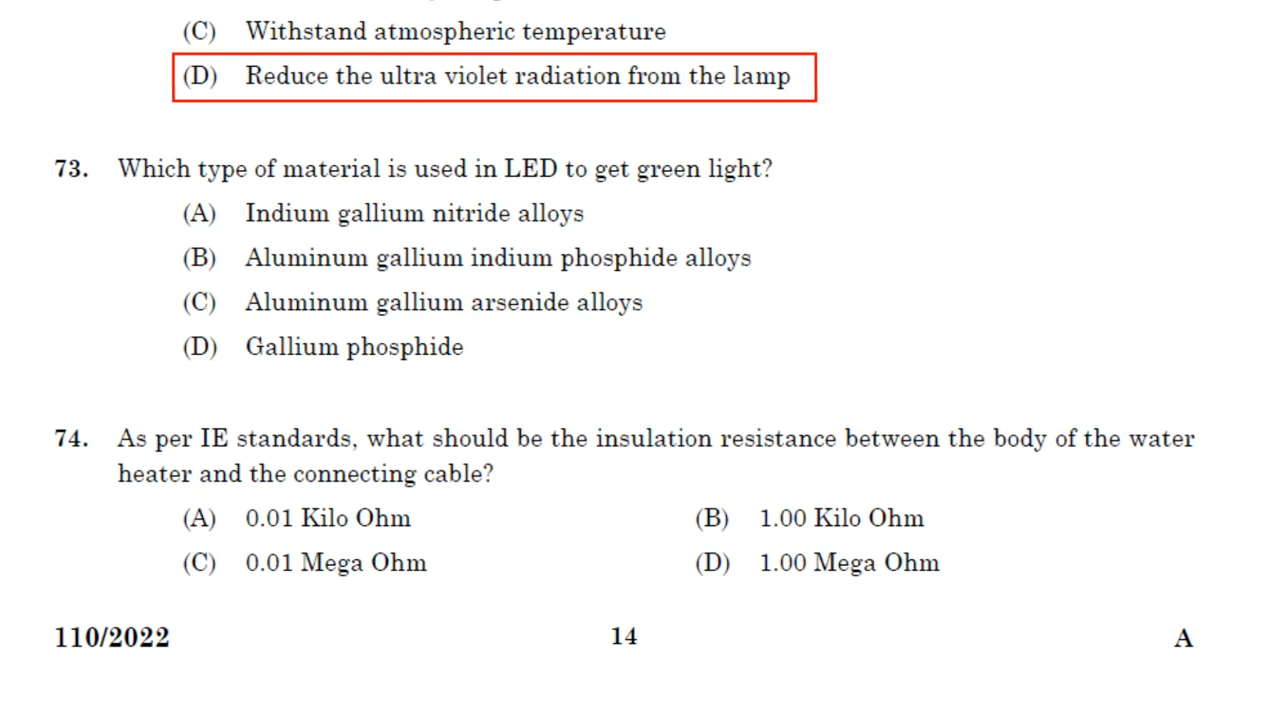 (C) Withstand atmospheric temperature
(D) Reduce the ultra violet radiation from the lamp
73. Which type of material is used in LED to get green light?
(A) Indium gallium nitride alloys
(B) Aluminum gallium indium phosphide alloys
(C) Aluminum gallium arsenide alloys
(D) Gallium phosphide
74. As per IE standards, what should be the insulation resistance between the body of the water
heater and the connecting cable?
(A) 0.01 Kilo Ohm (B) 1.00 Kilo Ohm
(C) 0.01 Mega Ohm (D) 1.00 Mega Ohm
110/2022 14 A